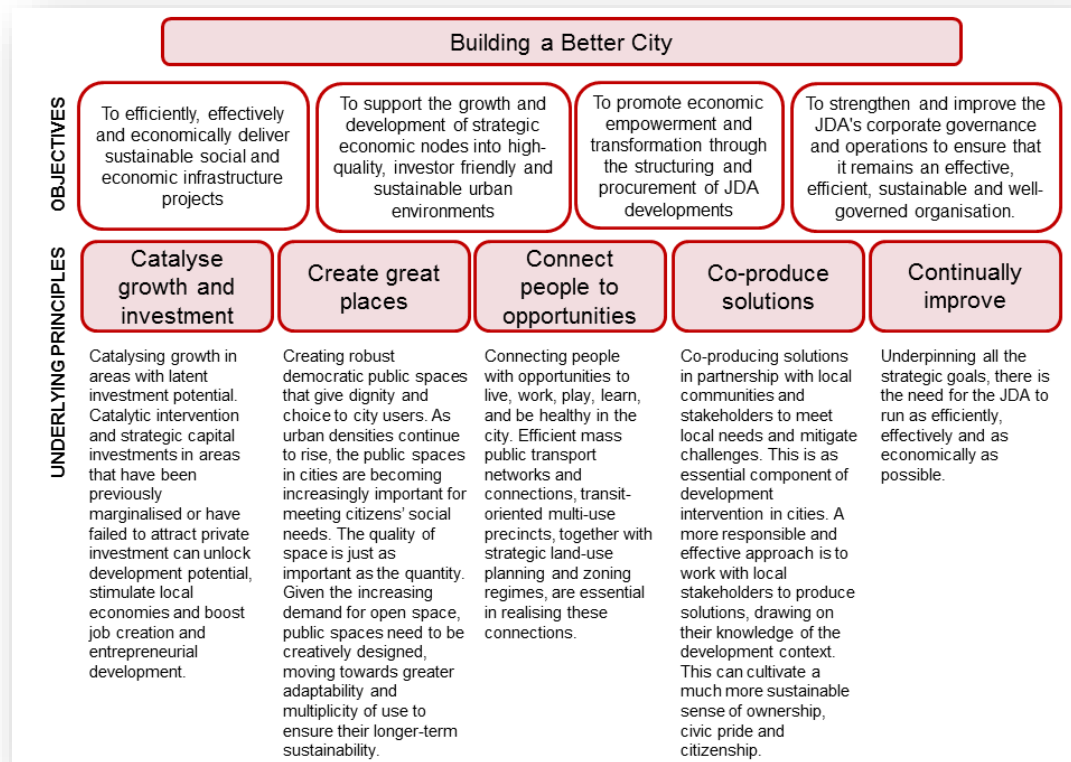 Building a Better City
OBJECTIVES
To efficiently, effectively
and economically deliver
sustainable social and
economic infrastructure
projects
To support the growth and
development of strategic
economic nodes into high-
quality, investor friendly and
sustainable urban
environments
To promote economic
empowerment and
transformation through
the structuring and
procurement of JDA
developments
To strengthen and improve the
JDA's corporate governance
and operations to ensure that
it remains an effective,
efficient, sustainable and well-
governed organisation.
UNDERLYING PRINCIPLES
Catalyse
growth and
investment
Create great
places
Connect
people to
opportunities
Co-produce
solutions
Continually
improve
Catalysing growth in
areas with latent
investment potential.
Catalytic intervention
and strategic capital
investments in areas
that have been
previously
marginalised or have
failed to attract private
investment can unlock
development potential,
stimulate local
economies and boost
job creation and
entrepreneurial
development.
Creating robust
democratic public spaces
that give dignity and
choice to city users. As
urban densities continue
to rise, the public spaces
in cities are becoming
increasingly important for
meeting citizens' social
needs. The quality of
space is just as
important as the quantity.
Given the increasing
demand for open space,
public spaces need to be
creatively designed,
moving towards greater
adaptability and
multiplicity of use to
ensure their longer-term
sustainability.
Connecting people
with opportunities to
live, work, play, learn,
and be healthy in the
city. Efficient mass
public transport
networks and
connections, transit-
oriented multi-use
precincts, together with
strategic land-use
planning and zoning
regimes, are essential
in realising these
connections.
Co-producing solutions
in partnership with local
communities and
stakeholders to meet
local needs and mitigate
challenges. This is as
essential component of
development
intervention in cities. A
more responsible and
effective approach is to
work with local
stakeholders to produce
solutions, drawing on
their knowledge of the
development context.
This can cultivate a
much more sustainable
sense of ownership,
civic pride and
citizenship.
Underpinning all the
strategic goals, there is
the need for the JDA to
run as efficiently,
effectively and as
economically as
possible.